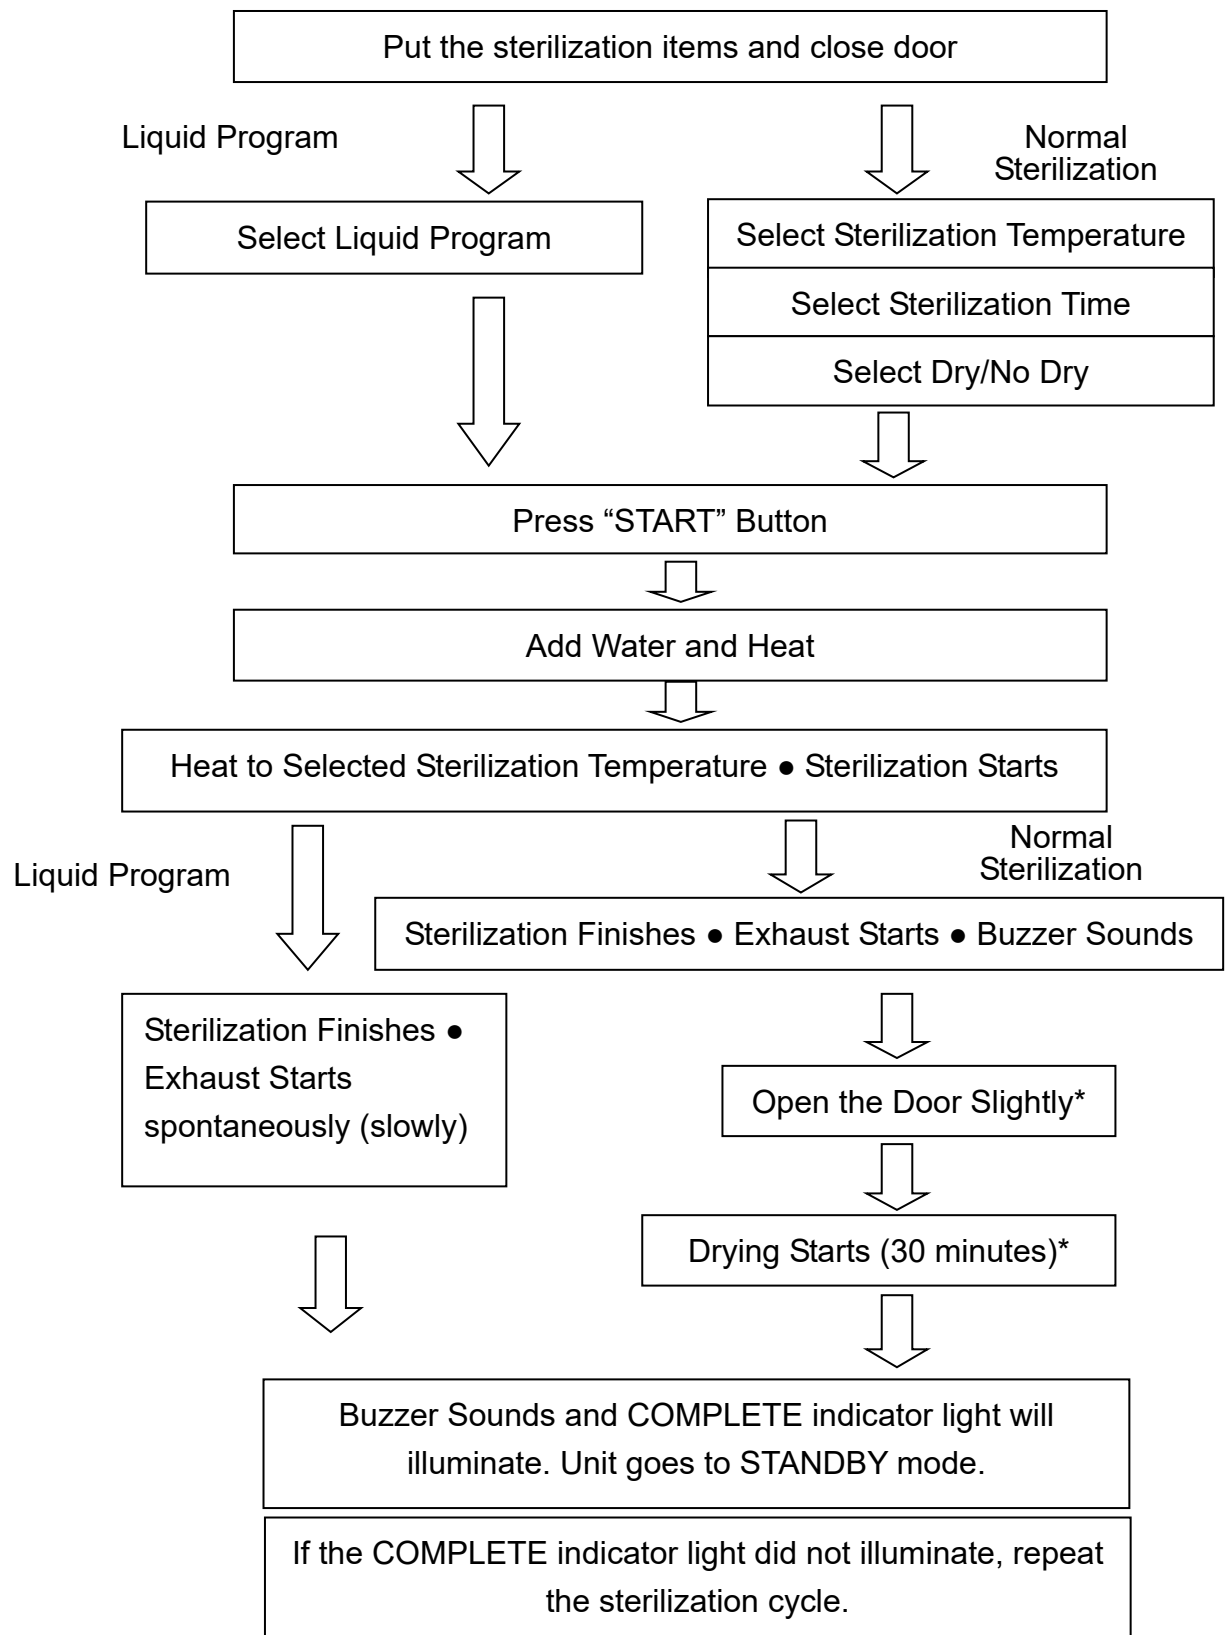 Put the sterilization items and close door
Liquid Program
Normal
Sterilization
Select Liquid Program
Select Sterilization Temperature
Select Sterilization Time
Select Dry/No Dry
Press “START” Button
Add Water and Heat
Heat to Selected Sterilization Temperature ● Sterilization Starts
Liquid Program
Normal
Sterilization
Sterilization Finishes ● Exhaust Starts ● Buzzer Sounds
Sterilization Finishes ●
Exhaust Starts
spontaneously (slowly)
Open the Door Slightly*
Drying Starts (30 minutes)*
Buzzer Sounds and COMPLETE indicator light will
illuminate. Unit goes to STANDBY mode.
If the COMPLETE indicator light did not illuminate, repeat
the sterilization cycle.